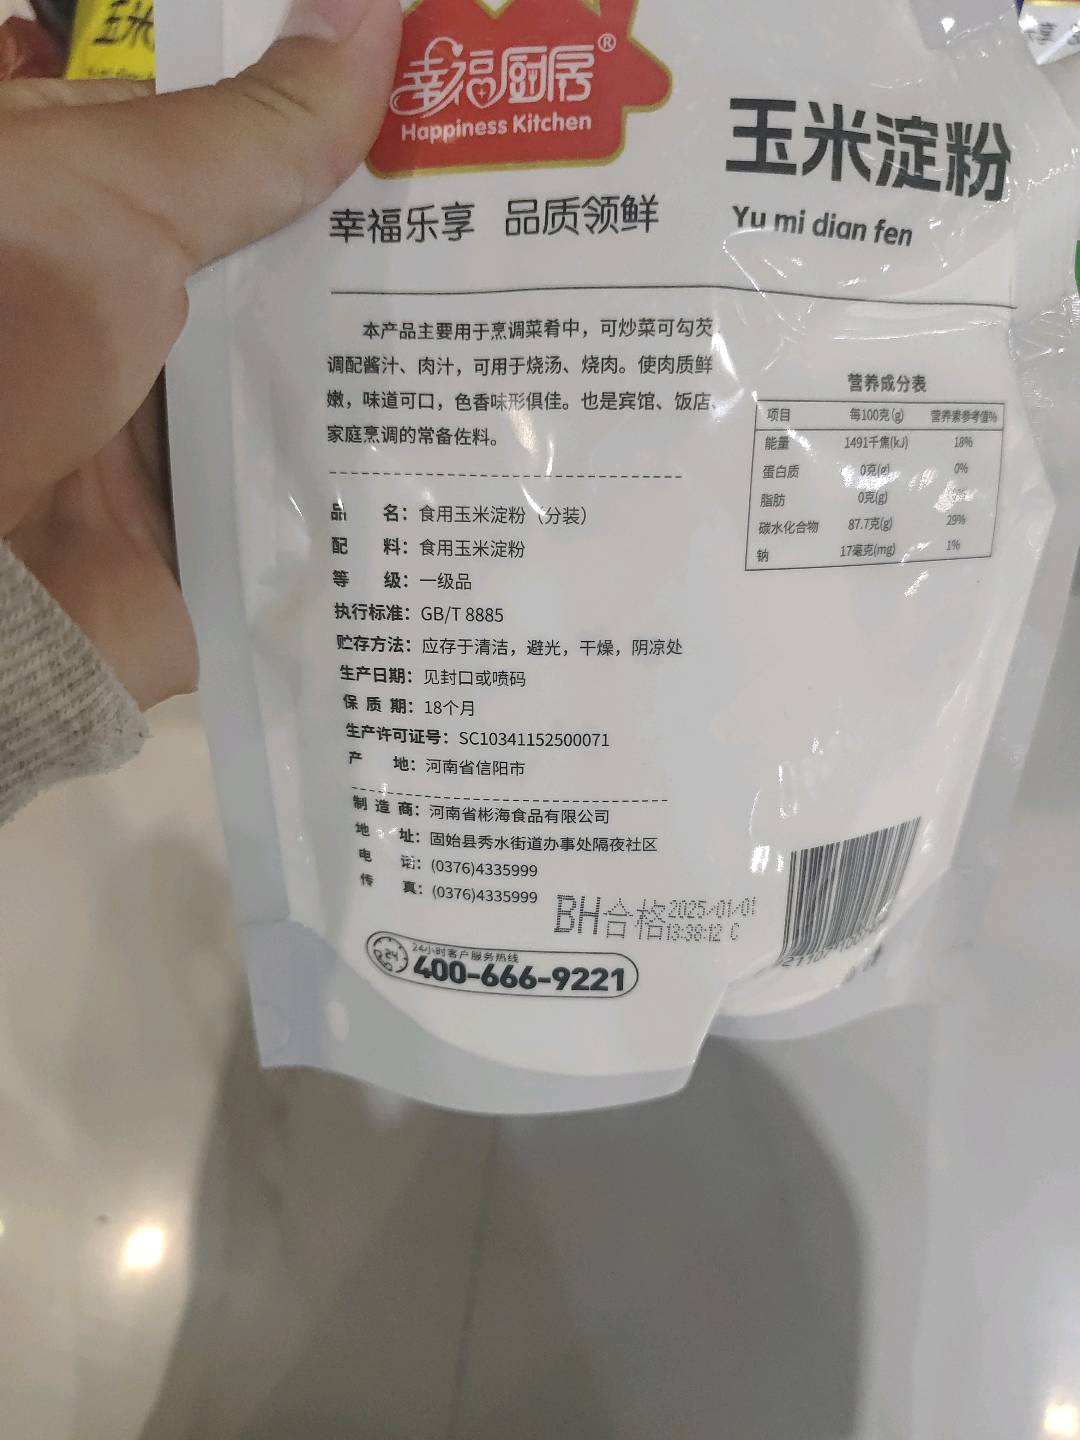 玉米
幸福厨房®
Happiness Kitchen
玉米淀粉
Yu mi dian fen
幸福乐享 品质领鲜
本产品主要用于烹调菜肴中，可炒菜可勾芡、
调配酱汁、肉汁，可用于烧汤、烧肉。使肉质鲜
嫩，味道可口，色香味形俱佳。也是宾馆、饭店、
家庭烹调的常备佐料。
品 名：食用玉米淀粉（分装）
配 料：食用玉米淀粉
等 级：一级品
执行标准：GB/T 8885
贮存方法：应存于清洁，避光，干燥，阴凉处
生产日期：见封口或喷码
保 质 期：18个月
生产许可证号：SC10341152500071
产 地：河南省信阳市
制 造 商：河南省彬海食品有限公司
地 址：固始县秀水街道办事处隔夜社区
电 话：(0376)4335999
传 真：(0376)4335999
BH合格2025/01/01
13:38:12 C
24小时客户服务热线
24
400-666-9221
营养成分表
项目 每100克(g) 营养素参考值%
能量 1491千焦(kJ) 18%
蛋白质 0克(g) 0%
脂肪 0克(g)
碳水化合物 87.7克(g) 29%
钠 17毫克(mg) 1%